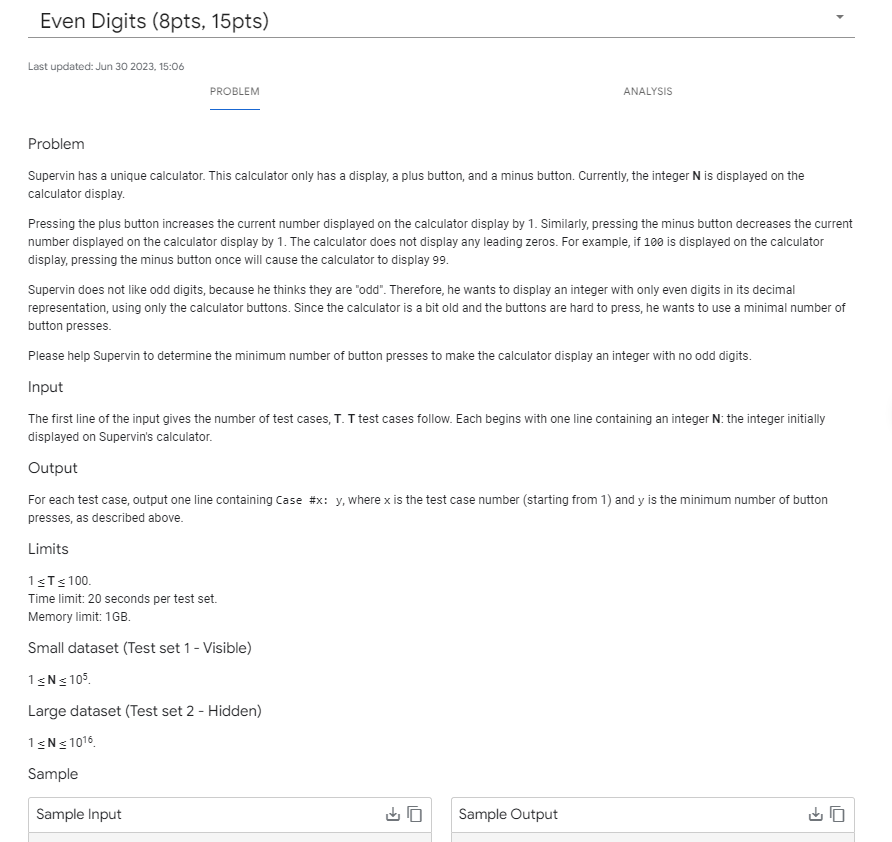 Even Digits (8pts, 15pts)
Last updated: Jun 30 2023, 15:06
PROBLEM
ANALYSIS
Problem
Supervin has a unique calculator. This calculator only has a display, a plus button, and a minus button. Currently, the integer N is displayed on the
calculator display.
Pressing the plus button increases the current number displayed on the calculator display by 1. Similarly, pressing the minus button decreases the current
number displayed on the calculator display by 1. The calculator does not display any leading zeros. For example, if 100 is displayed on the calculator
display, pressing the minus button once will cause the calculator to display 99.
Supervin does not like odd digits, because he thinks they are "odd". Therefore, he wants to display an integer with only even digits in its decimal
representation, using only the calculator buttons. Since the calculator is a bit old and the buttons are hard to press, he wants to use a minimal number of
button presses.
Please help Supervin to determine the minimum number of button presses to make the calculator display an integer with no odd digits.
Input
The first line of the input gives the number of test cases, T. T test cases follow. Each begins with one line containing an integer N: the integer initially
displayed on Supervin's calculator.
Output
For each test case, output one line containing Case #x: y, where x is the test case number (starting from 1) and y is the minimum number of button
presses, as described above.
Limits
1 ≤ T ≤ 100.
Time limit: 20 seconds per test set.
Memory limit: 1GB.
Small dataset (Test set 1 - Visible)
1 ≤ N ≤ 10⁵.
Large dataset (Test set 2 - Hidden)
1 ≤ N ≤ 10¹⁶.
Sample
Sample Input
Sample Output